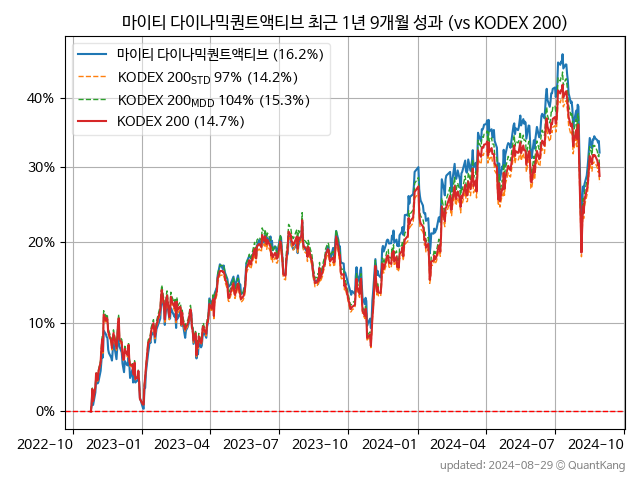 마이티 다이나믹퀀트액티브 최근 1년 9개월 성과 (vs KODEX 200)
마이티 다이나믹퀀트액티브 (16.2%)
KODEX 200STD 97% (14.2%)
KODEX 200MDD 104% (15.3%)
KODEX 200 (14.7%)
40%
30%
20%
10%
0%
2022-10 2023-01 2023-04 2023-07 2023-10 2024-01 2024-04 2024-07 2024-10
updated: 2024-08-29 © QuantKang